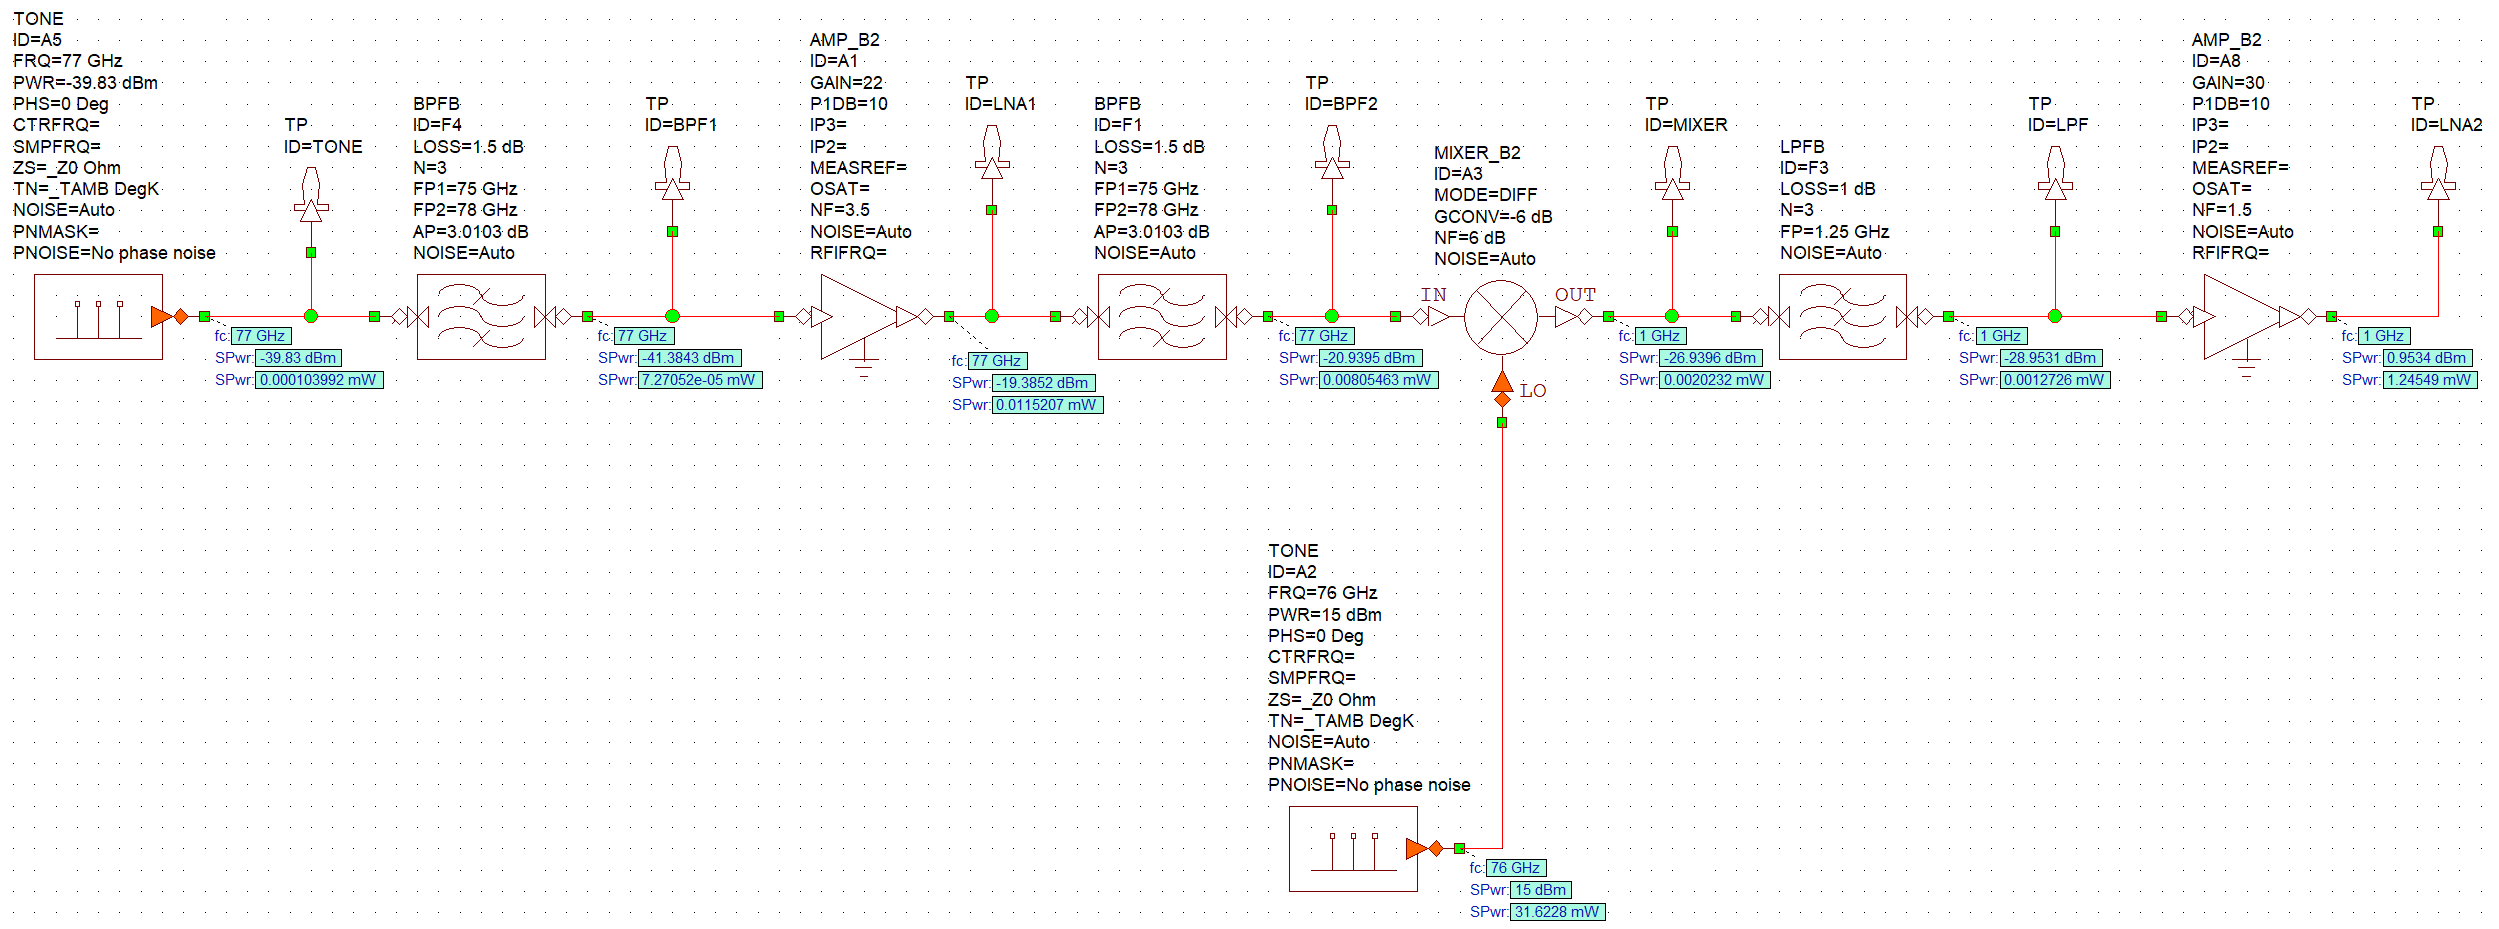 TONE
ID=A5
FRQ=77 GHz
PWR=-39.83 dBm
PHS=0 Deg
CTRFRQ=
SMPFRQ=
ZS=_Z0 Ohm
TN=_TAMB DegK
NOISE=Auto
PNMASK=
PNOISE=No phase noise
TP
ID=TONE
fc: 77 GHz
SPwr: -39.83 dBm
SPwr: 0.000103992 mW
BPFB
ID=F4
LOSS=1.5 dB
N=3
FP1=75 GHz
FP2=78 GHz
AP=3.0103 dB
NOISE=Auto
TP
ID=BPF1
fc: 77 GHz
SPwr: -41.3843 dBm
SPwr: 7.27052e-05 mW
AMP_B2
ID=A1
GAIN=22
P1DB=10
IP3=
IP2=
MEASREF=
OSAT=
NF=3.5
NOISE=Auto
RFIFRQ=
TP
ID=LNA1
fc: 77 GHz
SPwr: -19.3852 dBm
SPwr: 0.0115207 mW
BPFB
ID=F1
LOSS=1.5 dB
N=3
FP1=75 GHz
FP2=78 GHz
AP=3.0103 dB
NOISE=Auto
TP
ID=BPF2
fc: 77 GHz
SPwr: -20.9395 dBm
SPwr: 0.00805463 mW
MIXER_B2
ID=A3
MODE=DIFF
GCONV=-6 dB
NF=6 dB
NOISE=Auto
IN
OUT
LO
TP
ID=MIXER
fc: 1 GHz
SPwr: -26.9396 dBm
SPwr: 0.0020232 mW
LPFB
ID=F3
LOSS=1 dB
N=3
FP=1.25 GHz
NOISE=Auto
TP
ID=LPF
fc: 1 GHz
SPwr: -28.9531 dBm
SPwr: 0.0012726 mW
AMP_B2
ID=A8
GAIN=30
P1DB=10
IP3=
IP2=
MEASREF=
OSAT=
NF=1.5
NOISE=Auto
RFIFRQ=
TP
ID=LNA2
fc: 1 GHz
SPwr: 0.9534 dBm
SPwr: 1.24549 mW
TONE
ID=A2
FRQ=76 GHz
PWR=15 dBm
PHS=0 Deg
CTRFRQ=
SMPFRQ=
ZS=_Z0 Ohm
TN=_TAMB DegK
NOISE=Auto
PNMASK=
PNOISE=No phase noise
fc: 76 GHz
SPwr: 15 dBm
SPwr: 31.6228 mW